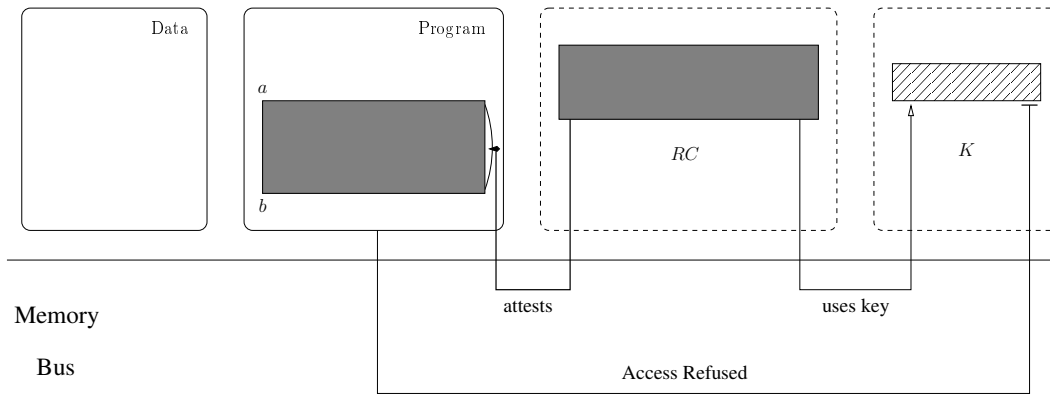 Data
Program
a
b
RC
K
attests
uses key
Memory
Bus
Access Refused